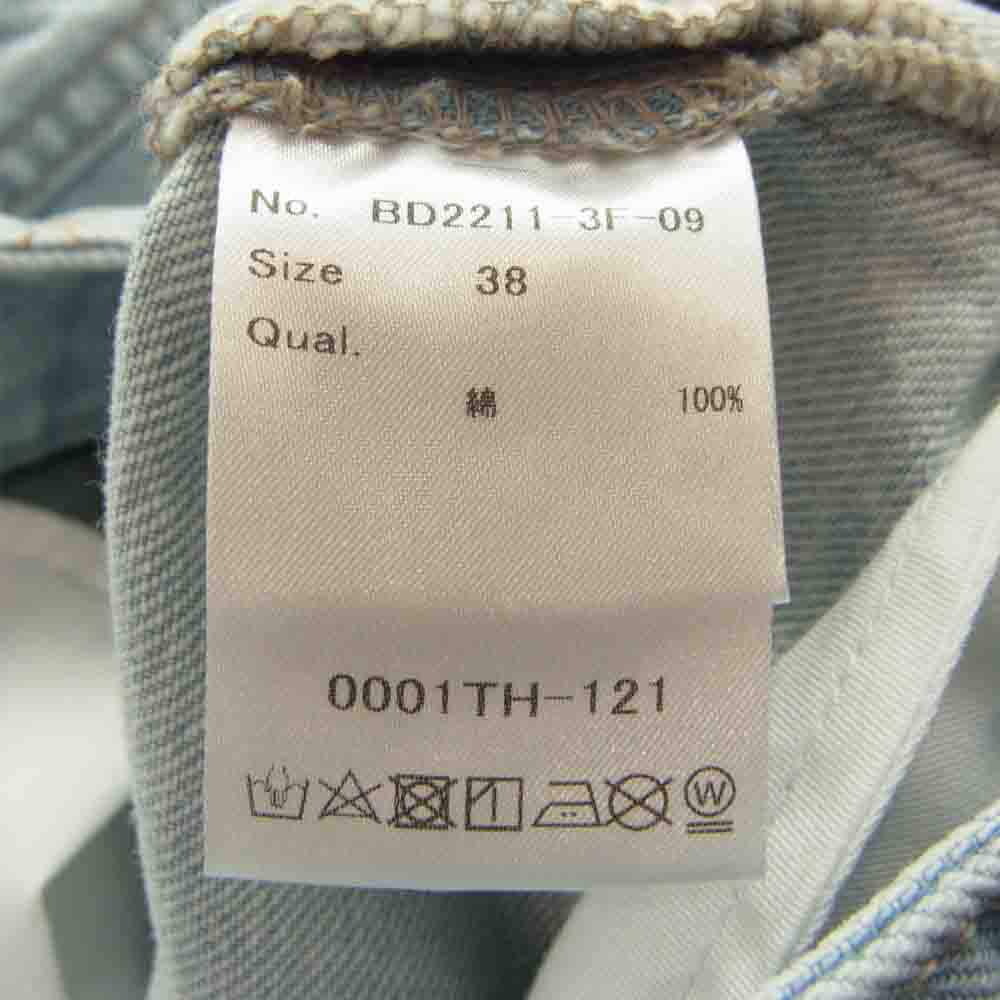 No. BD2211-3F-09
Size 38
Qual.
綿 100%
0001TH-121
W